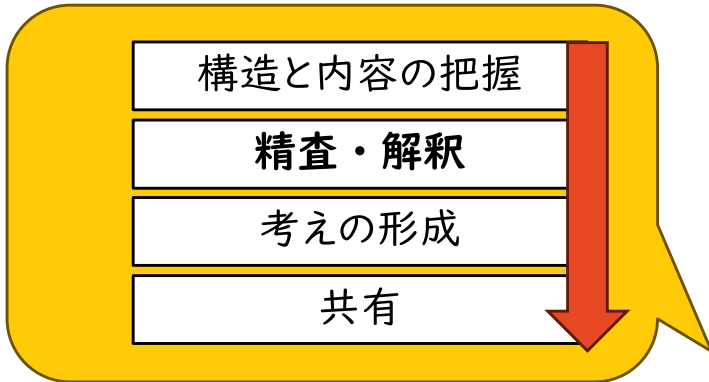 構造と内容の把握
精査・解釈
考えの形成
共有